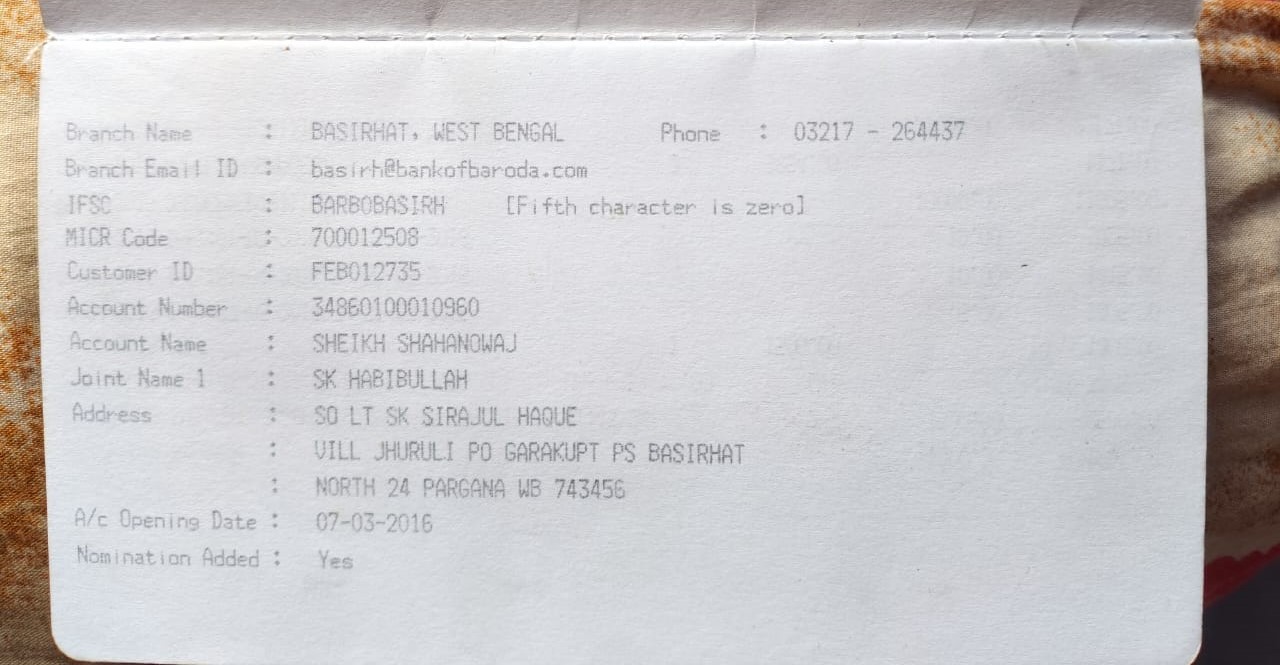 Branch Name : BASIRHAT, WEST BENGAL Phone : 03217 - 264437
Branch Email ID : basirh@bankofbaroda.com
IFSC : BARB0BASIRH [Fifth character is zero]
MICR Code : 700012508
Customer ID : FEB012735
Account Number : 34860100010960
Account Name : SHEIKH SHAHANOWAJ
Joint Name 1 : SK HABIBULLAH
Address : SO LT SK SIRAJUL HAQUE
: VILL JHURULI PO GARAKUPT PS BASIRHAT
: NORTH 24 PARGANA WB 743456
A/c Opening Date : 07-03-2016
Nomination Added : Yes